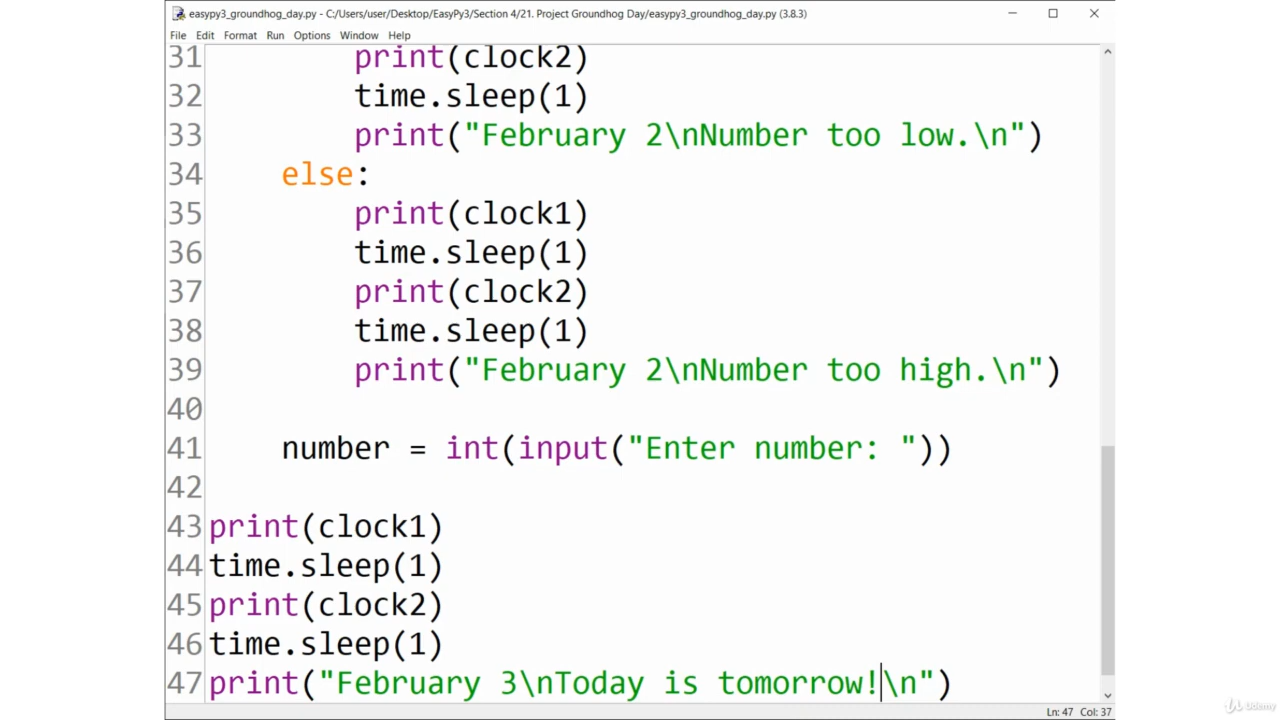 easypy3_groundhog_day.py - C:/Users/user/Desktop/EasyPy3/Section 4/21. Project Groundhog Day/easypy3_groundhog_day.py (3.8.3)
File Edit Format Run Options Window Help
31         print(clock2)
32         time.sleep(1)
33         print("February 2\nNumber too low.\n")
34     else:
35         print(clock1)
36         time.sleep(1)
37         print(clock2)
38         time.sleep(1)
39         print("February 2\nNumber too high.\n")
40
41     number = int(input("Enter number: "))
42
43 print(clock1)
44 time.sleep(1)
45 print(clock2)
46 time.sleep(1)
47 print("February 3\nToday is tomorrow!\n")
Ln: 47 Col: 37
Udemy